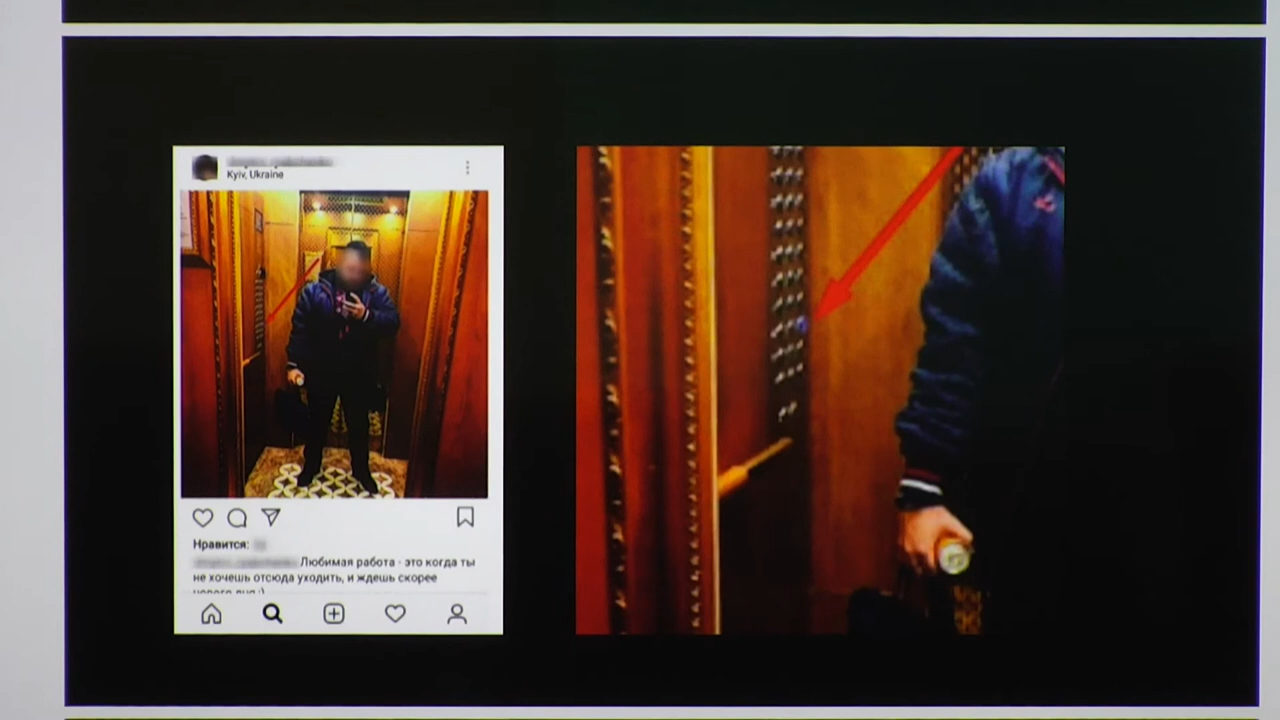 Kyiv, Ukraine
Нравится:
Любимая работа - это когда ты
не хочешь отсюда уходить, и ждешь скорее